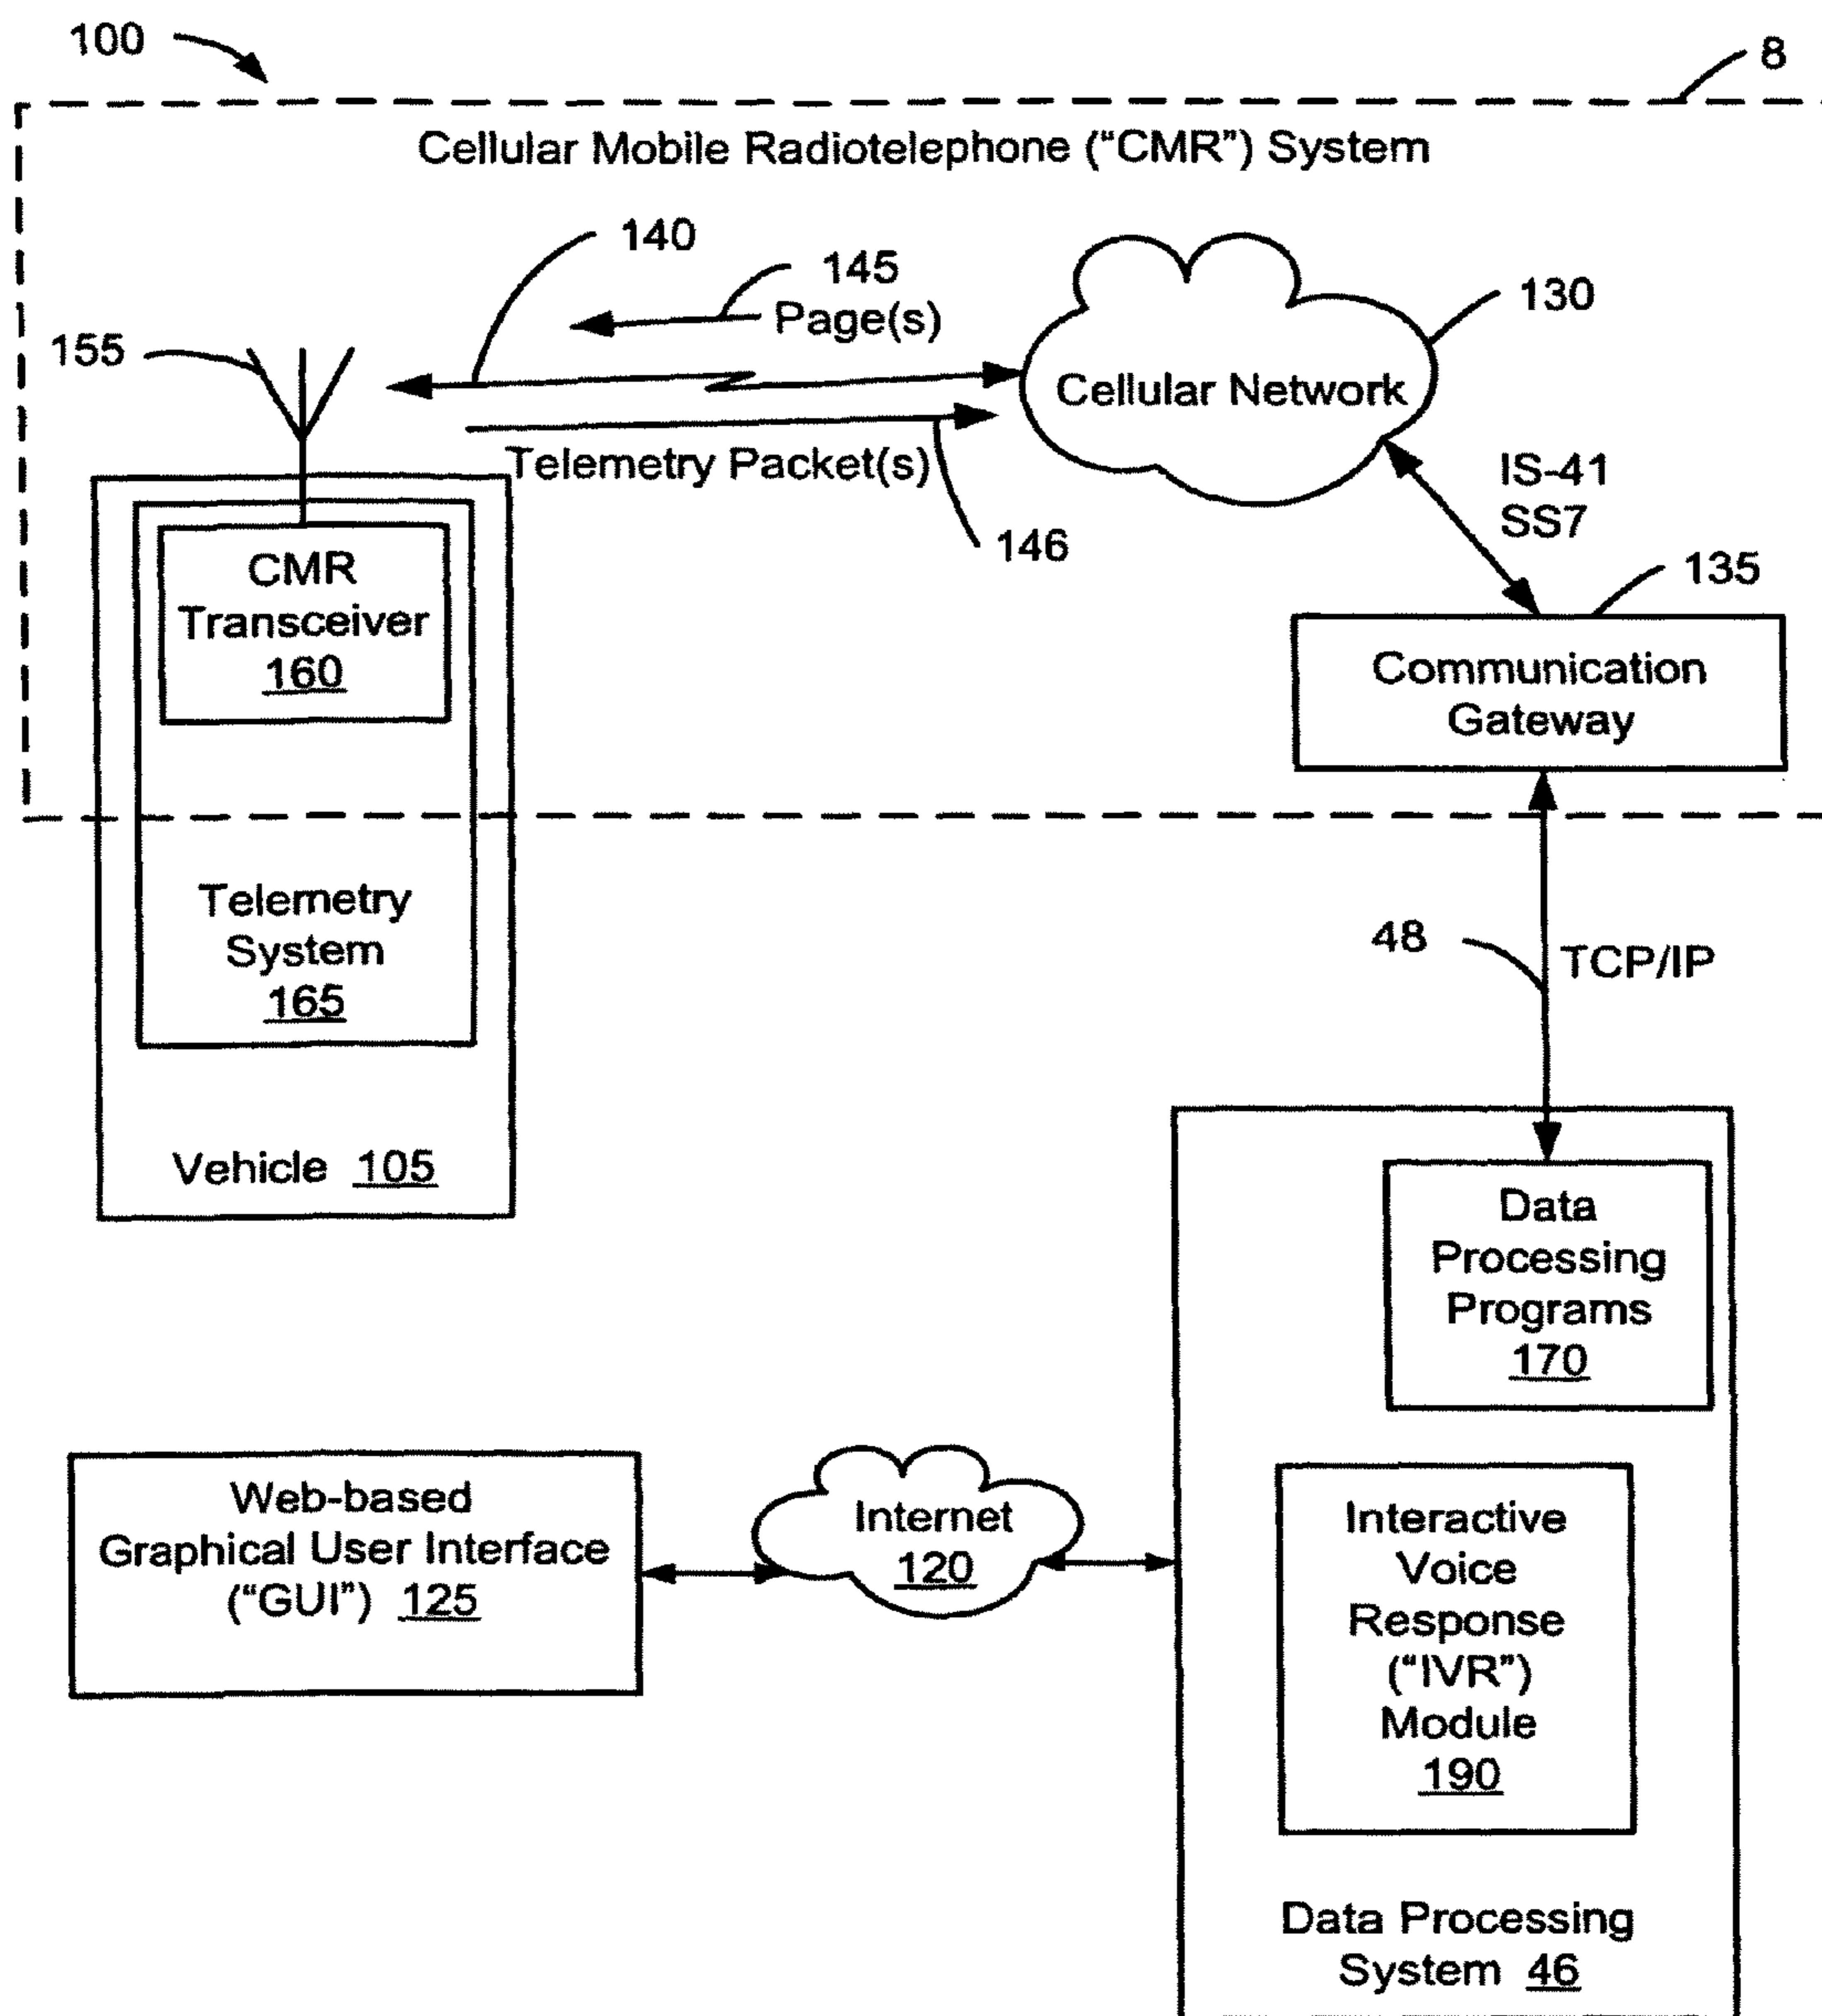 100
8
Cellular Mobile Radiotelephone ("CMR") System
140
145
Page(s)
130
155
Cellular Network
Telemetry Packet(s)
146
IS-41
SS7
135
CMR
Transceiver
160
Communication
Gateway
Telemetry
System
165
48
TCP/IP
Vehicle 105
Data
Processing
Programs
170
Web-based
Graphical User Interface
("GUI") 125
Internet
120
Interactive
Voice
Response
("IVR")
Module
190
Data Processing
System 46